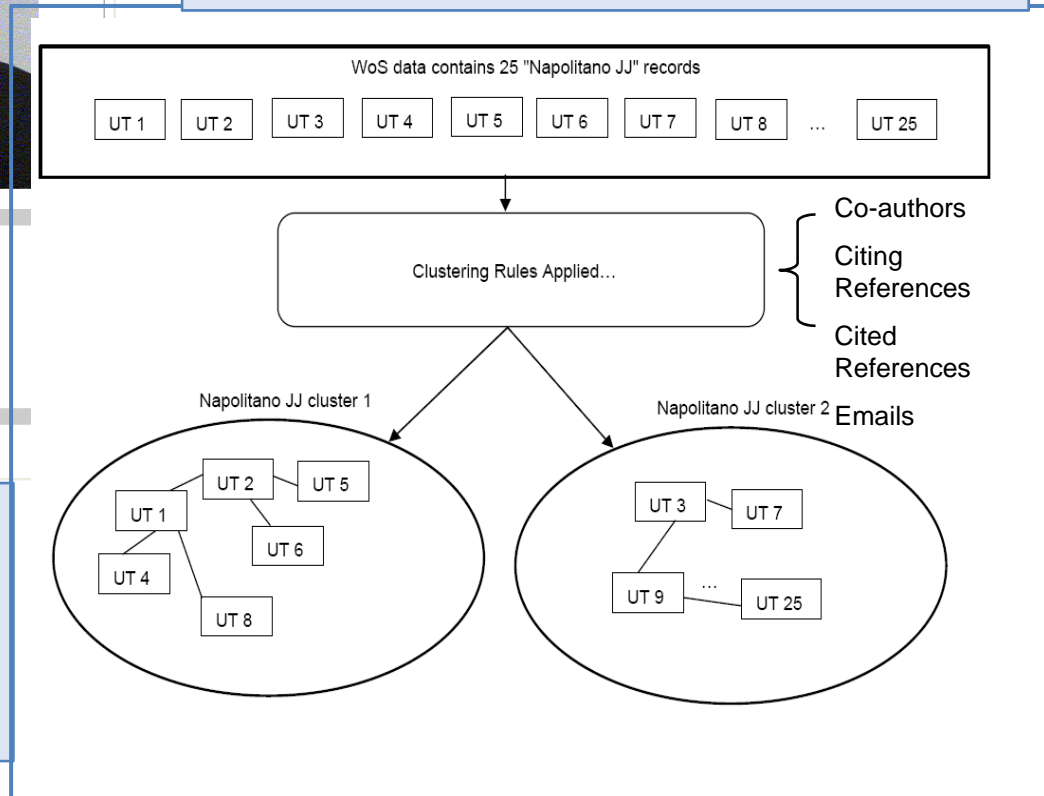 WoS data contains 25 "Napolitano JJ" records
UT 1 UT 2 UT 3 UT 4 UT 5 UT 6 UT 7 UT 8 ... UT 25
Clustering Rules Applied...
Co-authors
Citing
References
Cited
References
Emails
Napolitano JJ cluster 1
UT 2 UT 5
UT 1
UT 6
UT 4
UT 8
Napolitano JJ cluster 2
UT 3 UT 7
UT 9 ... UT 25